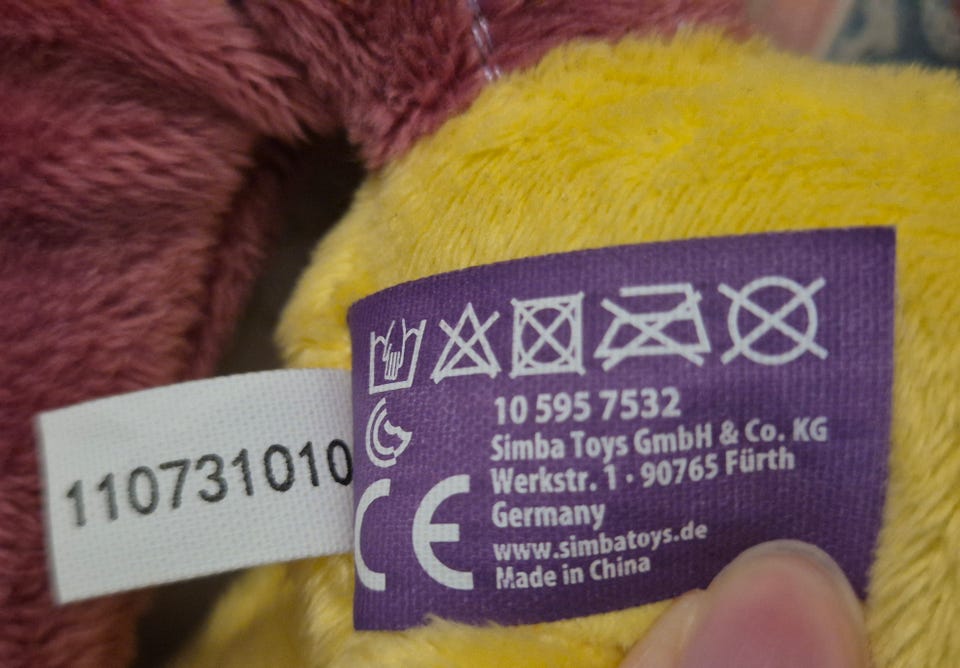 110731010
10 595 7532
Simba Toys GmbH & Co. KG
Werkstr. 1 · 90765 Fürth
Germany
www.simbatoys.de
Made in China
CE